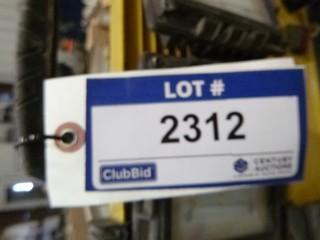 LOT #
2312
ClubBid
CENTURY
AUCTIONS